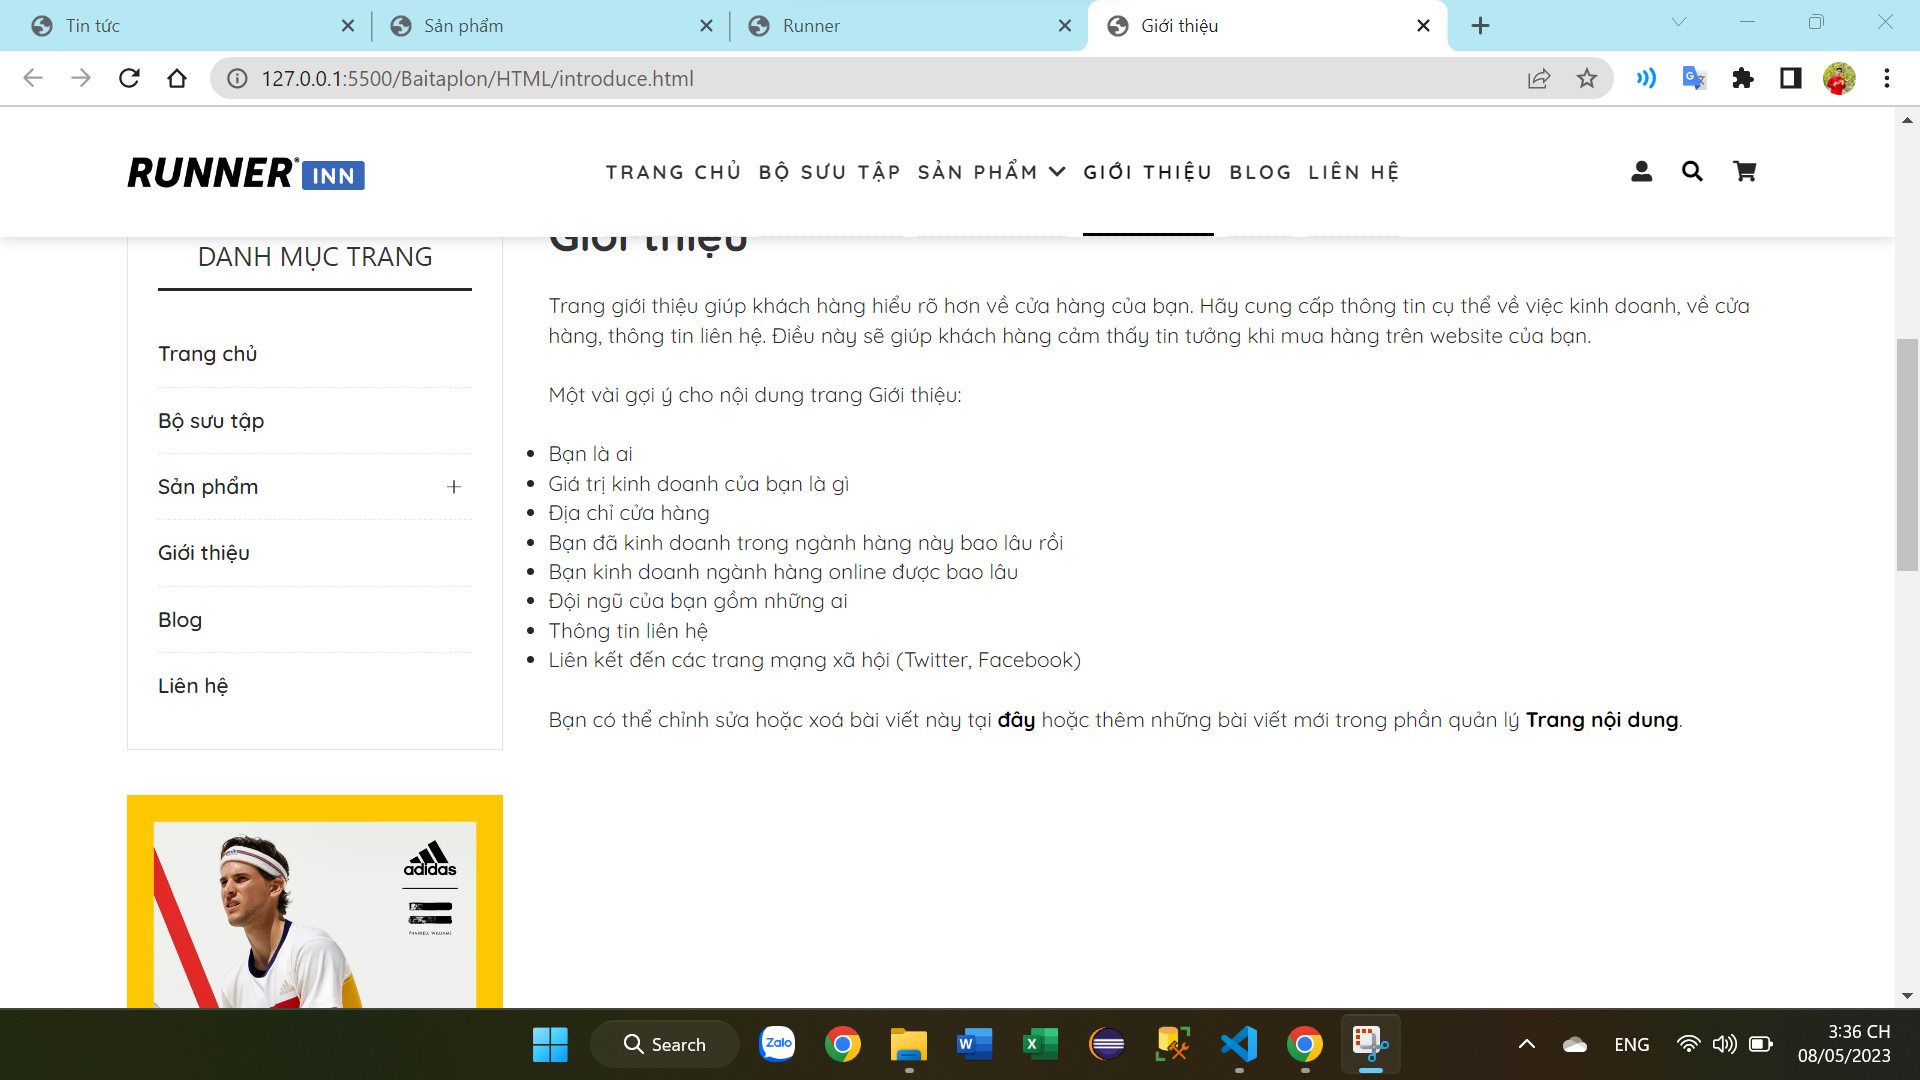 Tin tức
Sản phẩm
Runner
Giới thiệu
127.0.0.1:5500/Baitaplon/HTML/introduce.html
RUNNER INN
TRANG CHỦ BỘ SƯU TẬP SẢN PHẨM GIỚI THIỆU BLOG LIÊN HỆ
DANH MỤC TRANG
Trang chủ
Bộ sưu tập
Sản phẩm
Giới thiệu
Blog
Liên hệ
Giới thiệu
Trang giới thiệu giúp khách hàng hiểu rõ hơn về cửa hàng của bạn. Hãy cung cấp thông tin cụ thể về việc kinh doanh, về cửa
hàng, thông tin liên hệ. Điều này sẽ giúp khách hàng cảm thấy tin tưởng khi mua hàng trên website của bạn.
Một vài gợi ý cho nội dung trang Giới thiệu:
Bạn là ai
Giá trị kinh doanh của bạn là gì
Địa chỉ cửa hàng
Bạn đã kinh doanh trong ngành hàng này bao lâu rồi
Bạn kinh doanh ngành hàng online được bao lâu
Đội ngũ của bạn gồm những ai
Thông tin liên hệ
Liên kết đến các trang mạng xã hội (Twitter, Facebook)
Bạn có thể chỉnh sửa hoặc xoá bài viết này tại đây hoặc thêm những bài viết mới trong phần quản lý Trang nội dung.
adidas
PHARRELL WILLIAMS
Search
Zalo
ENG
3:36 CH
08/05/2023